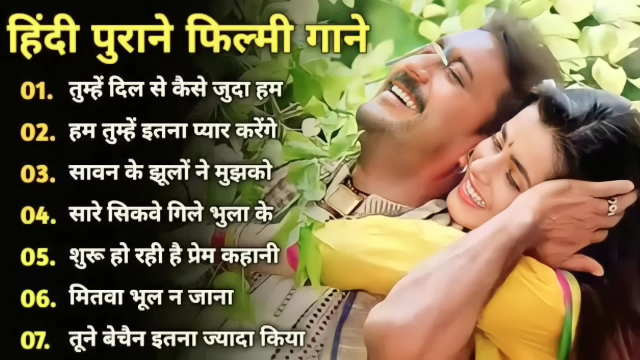 हिंदी पुराने फिल्मी गाने
01. तुम्हें दिल से कैसे जुदा हम
02. हम तुम्हें इतना प्यार करेंगे
03. सावन के झूलों ने मुझको
04. सारे सिकवे गिले भुला के
05. शुरू हो रही है प्रेम कहानी
06. मितवा भूल न जाना
07. तूने बेचैन इतना ज्यादा किया